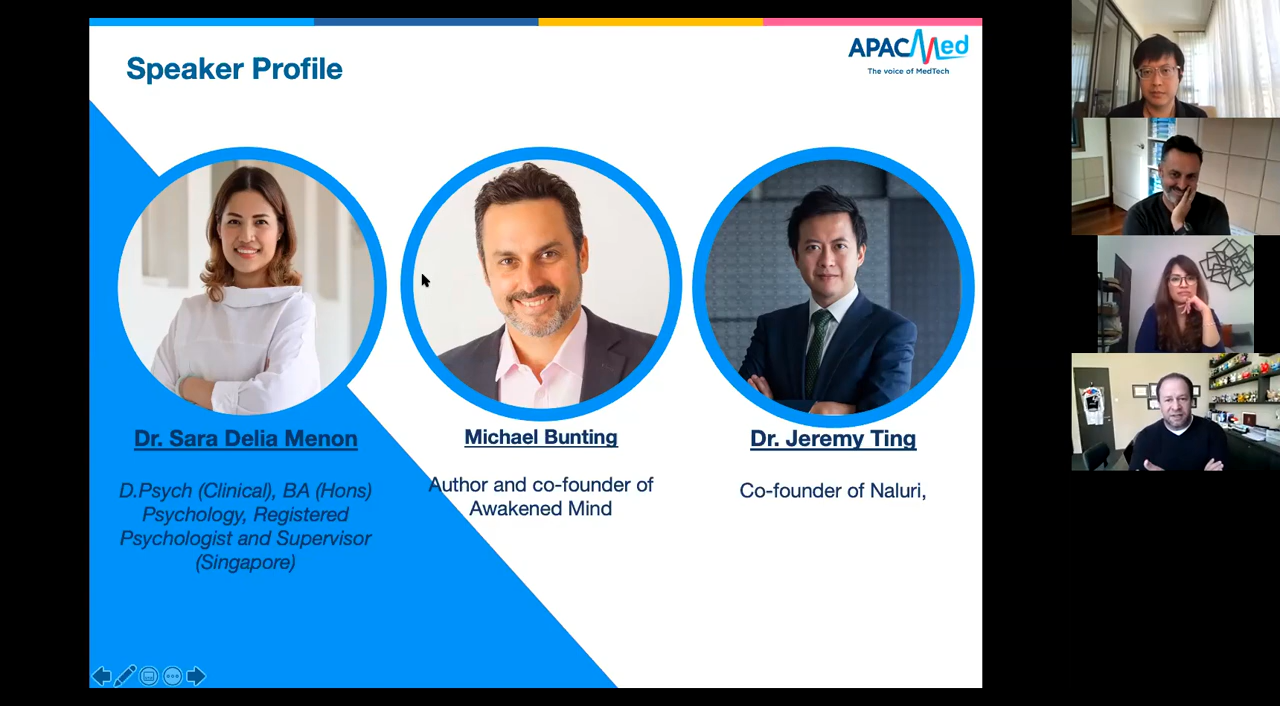 Speaker Profile
APACMed
The voice of MedTech
Dr. Sara Delia Menon
D.Psych (Clinical), BA (Hons)
Psychology, Registered
Psychologist and Supervisor
(Singapore)
Michael Bunting
Author and co-founder of
Awakened Mind
Dr. Jeremy Ting
Co-founder of Naluri,